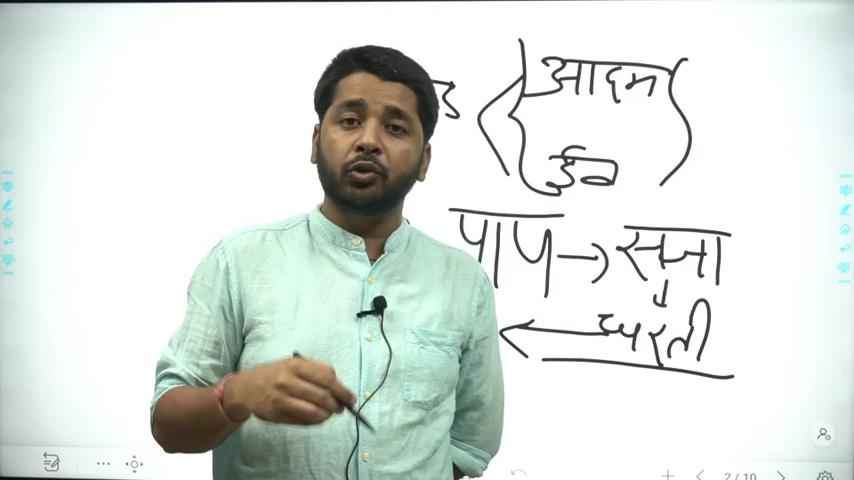 आदम
ईव
पाप → सजा
↓
← धरती
2/10